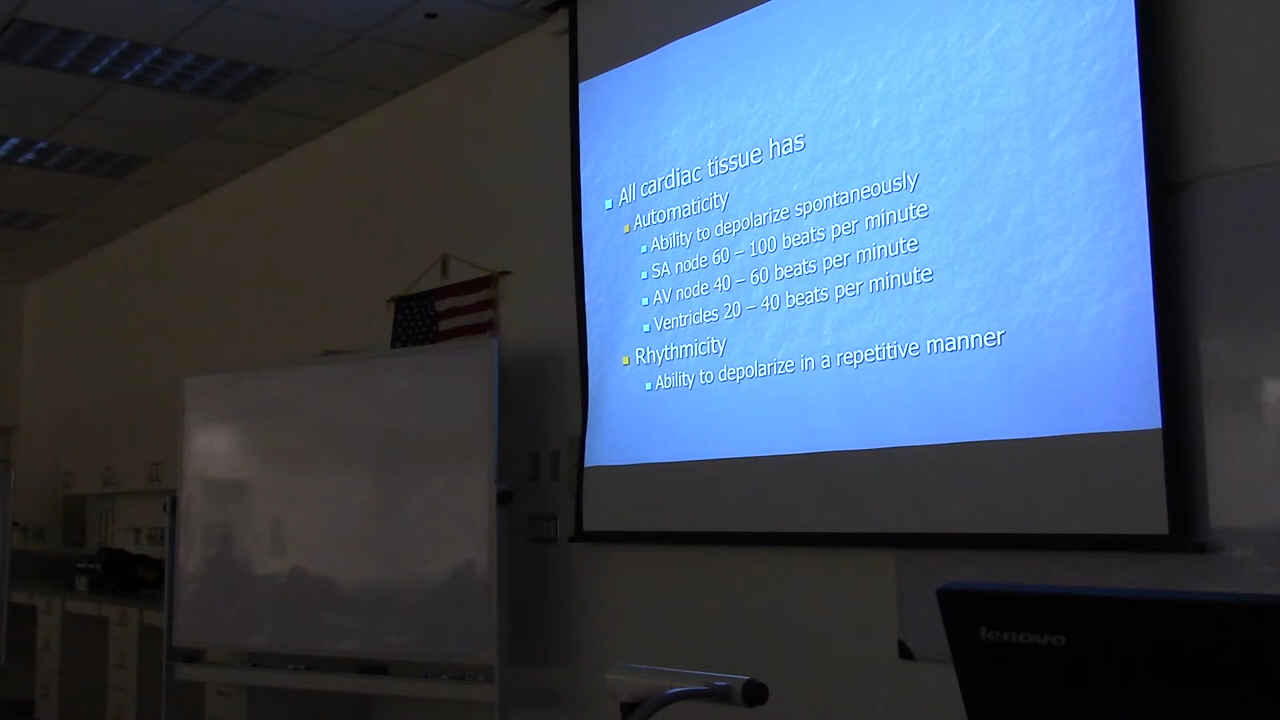 All cardiac tissue has
Automaticity
Ability to depolarize spontaneously
SA node 60 – 100 beats per minute
AV node 40 – 60 beats per minute
Ventricles 20 – 40 beats per minute
Rhythmicity
Ability to depolarize in a repetitive manner
lenovo